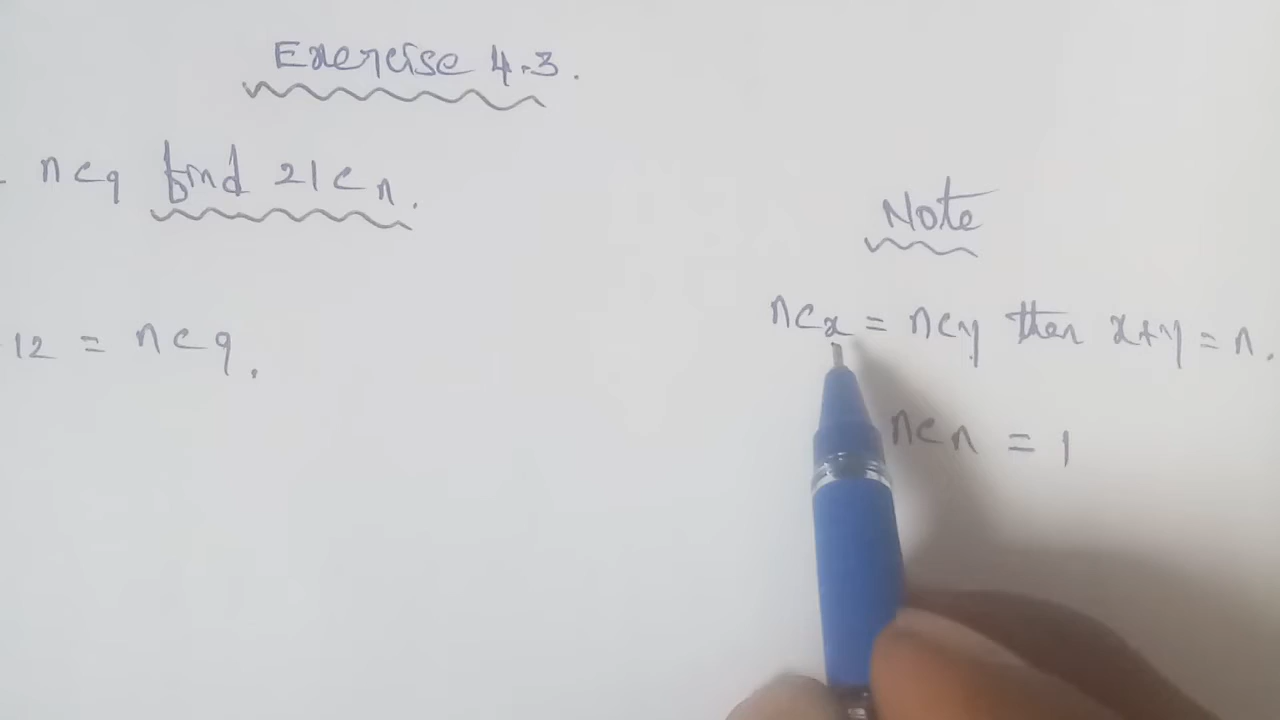 Exercise 4.3.
nc9 find 21cn.
12 = nc9.
Note
ncx = ncy then x+y = n.
ncn = 1